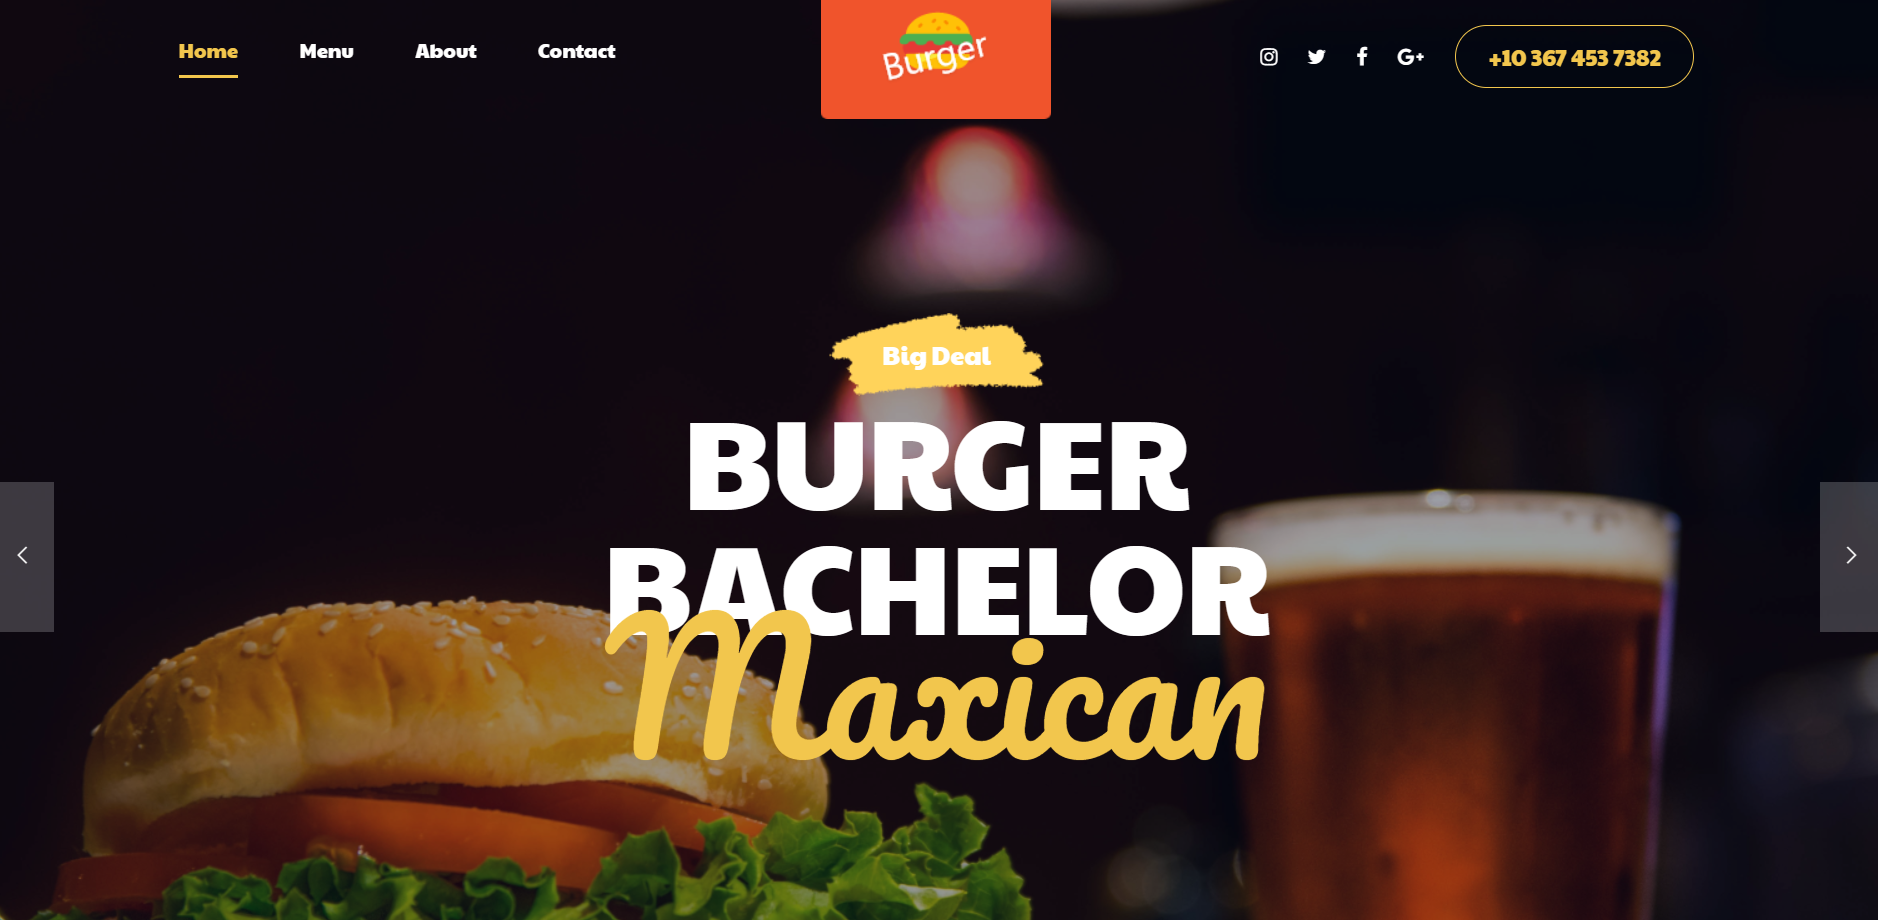 Home Menu About Contact
Burger
+10 367 453 7382
Big Deal
BURGER
BACHELOR
Maxican